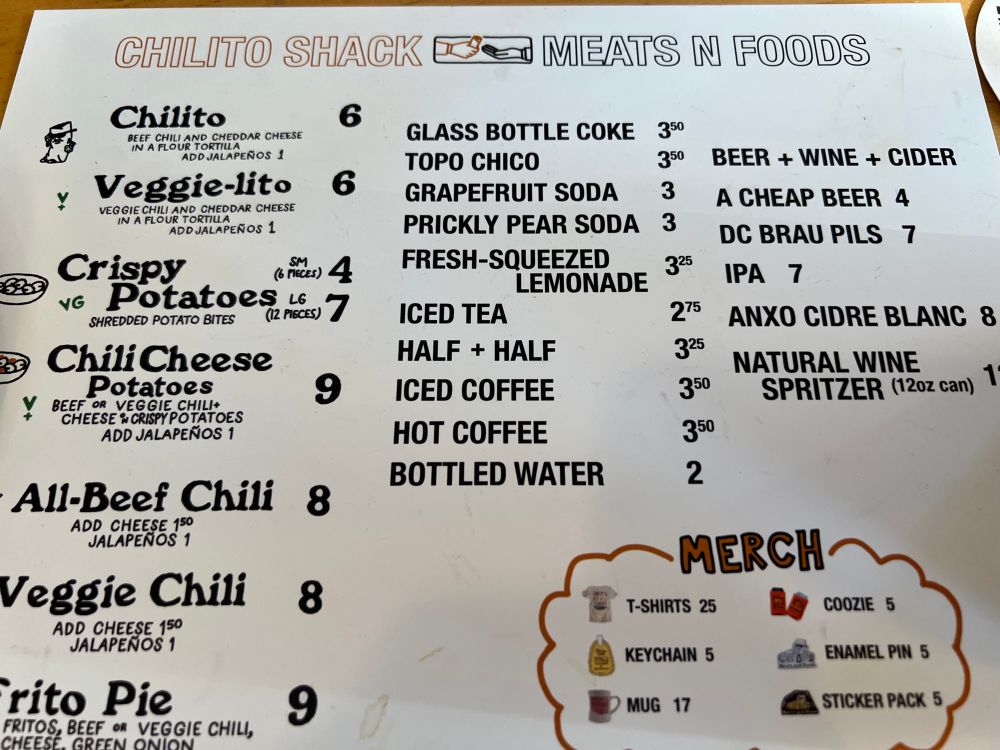 CHILITO SHACK MEATS N FOODS
Chilito 6
BEEF CHILI AND CHEDDAR CHEESE
IN A FLOUR TORTILLA
ADD JALAPEÑOS 1
V+
Veggie-lito 6
VEGGIE CHILI AND CHEDDAR CHEESE
IN A FLOUR TORTILLA
ADD JALAPEÑOS 1
Crispy SM (6 PIECES) 4
VG Potatoes LG (12 PIECES) 7
SHREDDED POTATO BITES
Chili Cheese
Potatoes 9
V+
BEEF OR VEGGIE CHILI+
CHEESE % CRISPY POTATOES
ADD JALAPEÑOS 1
All-Beef Chili 8
ADD CHEESE 1⁵⁰
JALAPEÑOS 1
Veggie Chili 8
ADD CHEESE 1⁵⁰
JALAPEÑOS 1
Frito Pie 9
FRITOS, BEEF OR VEGGIE CHILI,
CHEESE, GREEN ONION
GLASS BOTTLE COKE 3⁵⁰
TOPO CHICO 3⁵⁰
GRAPEFRUIT SODA 3
PRICKLY PEAR SODA 3
FRESH-SQUEEZED
LEMONADE 3²⁵
ICED TEA 2⁷⁵
HALF + HALF 3²⁵
ICED COFFEE 3⁵⁰
HOT COFFEE 3⁵⁰
BOTTLED WATER 2
BEER + WINE + CIDER
A CHEAP BEER 4
DC BRAU PILS 7
IPA 7
ANXO CIDRE BLANC 8
NATURAL WINE
SPRITZER (12oz can)
MERCH
T-SHIRTS 25
COOZIE 5
KEYCHAIN 5
ENAMEL PIN 5
MUG 17
STICKER PACK 5